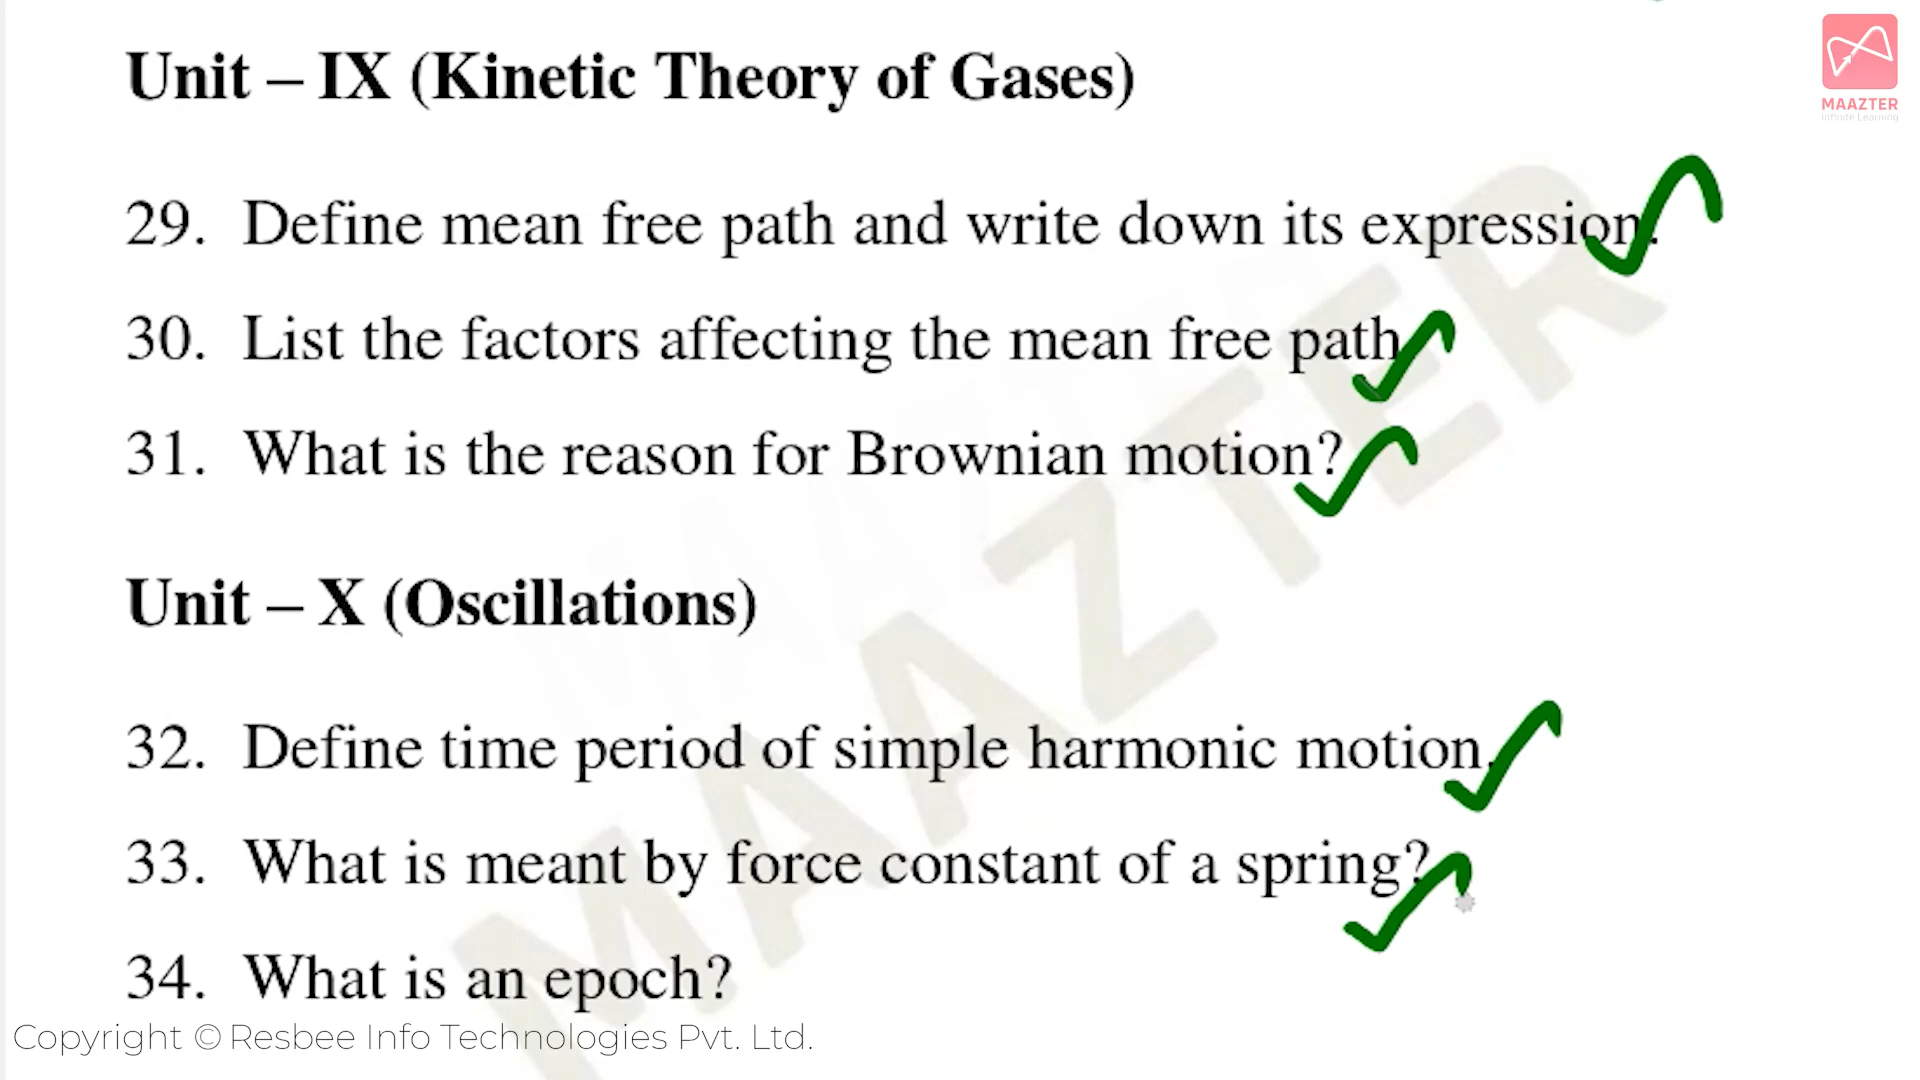 MAAZTER
Infinite Learning
Unit – IX (Kinetic Theory of Gases)
29. Define mean free path and write down its expression.
30. List the factors affecting the mean free path.
31. What is the reason for Brownian motion?
Unit – X (Oscillations)
32. Define time period of simple harmonic motion.
33. What is meant by force constant of a spring?
34. What is an epoch?
MAAZTER
Copyright © Resbee Info Technologies Pvt. Ltd.